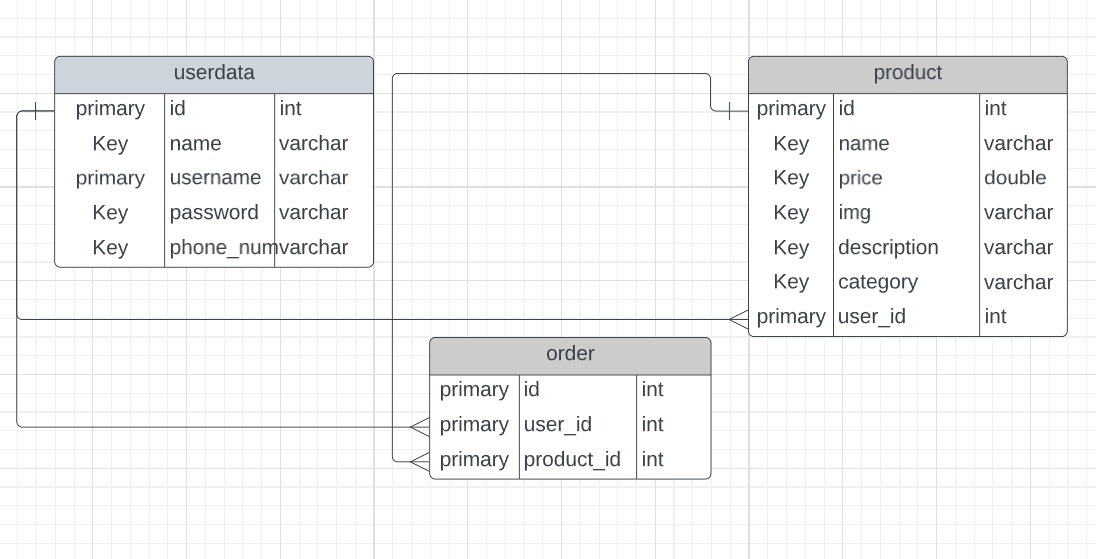 userdata
primary id int
Key name varchar
primary username varchar
Key password varchar
Key phone_num varchar
product
primary id int
Key name varchar
Key price double
Key img varchar
Key description varchar
Key category varchar
primary user_id int
order
primary id int
primary user_id int
primary product_id int